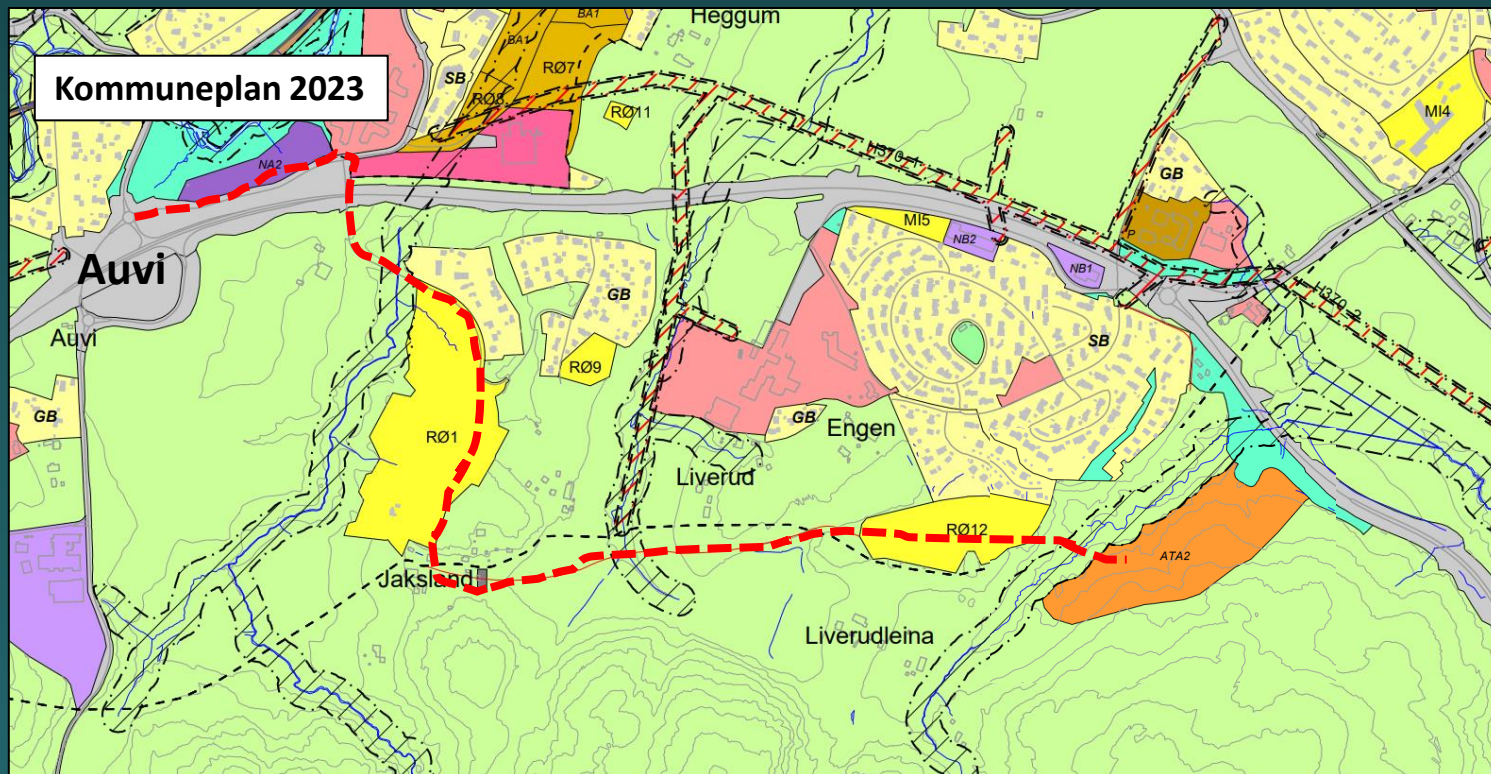 Heggum
BA1
BA1
Kommuneplan 2023
SB
RØ7
RØ8
RØ11
MI4
H370_1
NA2
GB
P
MI5
NB2
NB1
Auvi
GB
H370_2
Auvi
SB
RØ9
GB
GB
Engen
RØ1
Liverud
RØ12
ATA2
Jaksland
Liverudleina